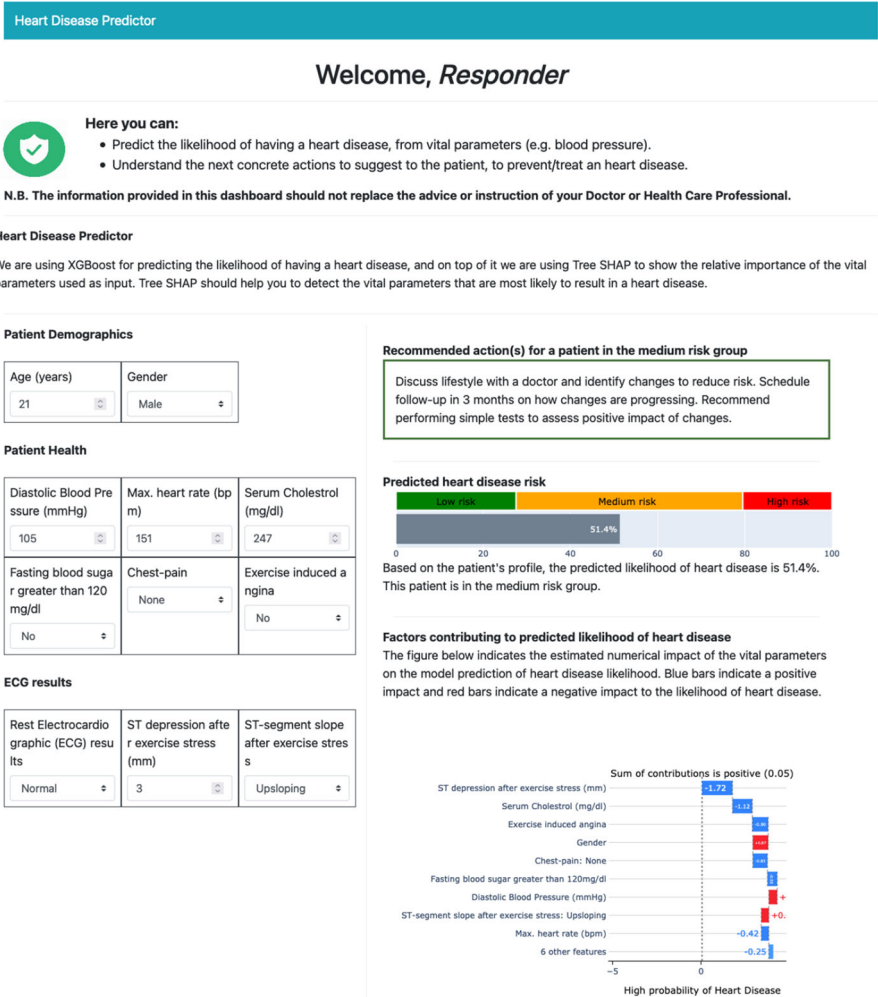 Heart Disease Predictor
Welcome, Responder
Here you can:
• Predict the likelihood of having a heart disease, from vital parameters (e.g. blood pressure).
• Understand the next concrete actions to suggest to the patient, to prevent/treat an heart disease.
N.B. The information provided in this dashboard should not replace the advice or instruction of your Doctor or Health Care Professional.
Heart Disease Predictor
We are using XGBoost for predicting the likelihood of having a heart disease, and on top of it we are using Tree SHAP to show the relative importance of the vital
parameters used as input. Tree SHAP should help you to detect the vital parameters that are most likely to result in a heart disease.
Patient Demographics
Age (years)
21
Gender
Male
Patient Health
Diastolic Blood Pre
ssure (mmHg)
105
Max. heart rate (bp
m)
151
Serum Cholestrol
(mg/dl)
247
Fasting blood suga
r greater than 120
mg/dl
No
Chest-pain
None
Exercise induced a
ngina
No
ECG results
Rest Electrocardio
graphic (ECG) resu
lts
Normal
ST depression afte
r exercise stress
(mm)
3
ST-segment slope
after exercise stres
s
Upsloping
Recommended action(s) for a patient in the medium risk group
Discuss lifestyle with a doctor and identify changes to reduce risk. Schedule
follow-up in 3 months on how changes are progressing. Recommend
performing simple tests to assess positive impact of changes.
Predicted heart disease risk
Low risk Medium risk High risk
51.4%
0 20 40 60 80 100
Based on the patient's profile, the predicted likelihood of heart disease is 51.4%.
This patient is in the medium risk group.
Factors contributing to predicted likelihood of heart disease
The figure below indicates the estimated numerical impact of the vital parameters
on the model prediction of heart disease likelihood. Blue bars indicate a positive
impact and red bars indicate a negative impact to the likelihood of heart disease.
Sum of contributions is positive (0.05)
ST depression after exercise stress (mm) -1.72
Serum Cholestrol (mg/dl) -1.12
Exercise induced angina
Gender
Chest-pain: None
Fasting blood sugar greater than 120mg/dl
Diastolic Blood Pressure (mmHg) +
ST-segment slope after exercise stress: Upsloping +0.
Max. heart rate (bpm) -0.42
6 other features -0.25
−5 0
High probability of Heart Disease